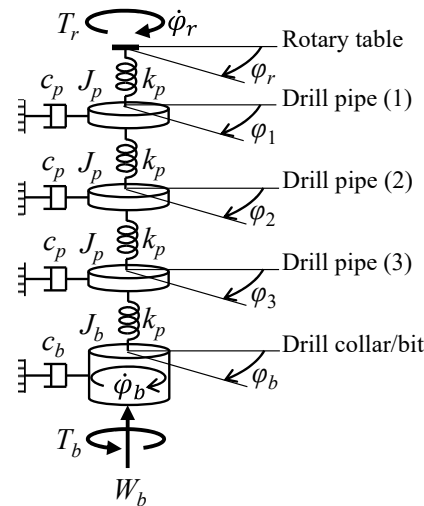 T_r φ̇_r
Rotary table
c_p J_p k_p φ_r
Drill pipe (1)
φ_1
c_p J_p k_p
Drill pipe (2)
φ_2
c_p J_p k_p
Drill pipe (3)
φ_3
J_b k_p
c_b
Drill collar/bit
φ̇_b φ_b
T_b
W_b